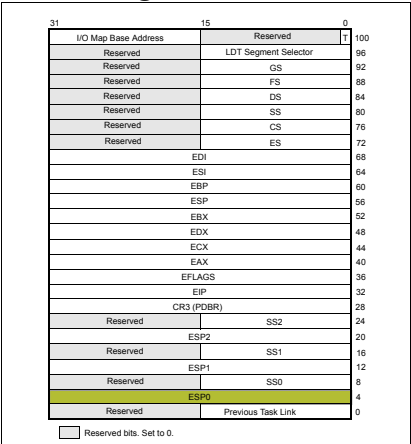 31 15 0
I/O Map Base Address Reserved T 100
Reserved LDT Segment Selector 96
Reserved GS 92
Reserved FS 88
Reserved DS 84
Reserved SS 80
Reserved CS 76
Reserved ES 72
EDI 68
ESI 64
EBP 60
ESP 56
EBX 52
EDX 48
ECX 44
EAX 40
EFLAGS 36
EIP 32
CR3 (PDBR) 28
Reserved SS2 24
ESP2 20
Reserved SS1 16
ESP1 12
Reserved SS0 8
ESP0 4
Reserved Previous Task Link 0
Reserved bits. Set to 0.